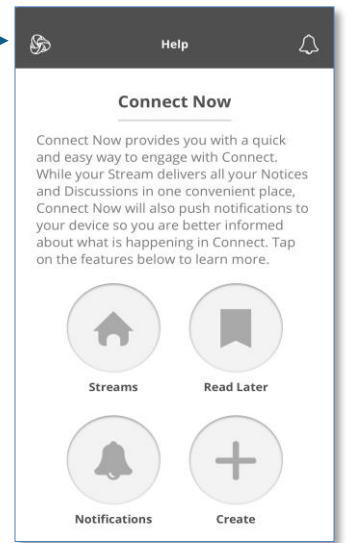 Help
Connect Now
Connect Now provides you with a quick
and easy way to engage with Connect.
While your Stream delivers all your Notices
and Discussions in one convenient place,
Connect Now will also push notifications to
your device so you are better informed
about what is happening in Connect. Tap
on the features below to learn more.
Streams
Read Later
Notifications
Create